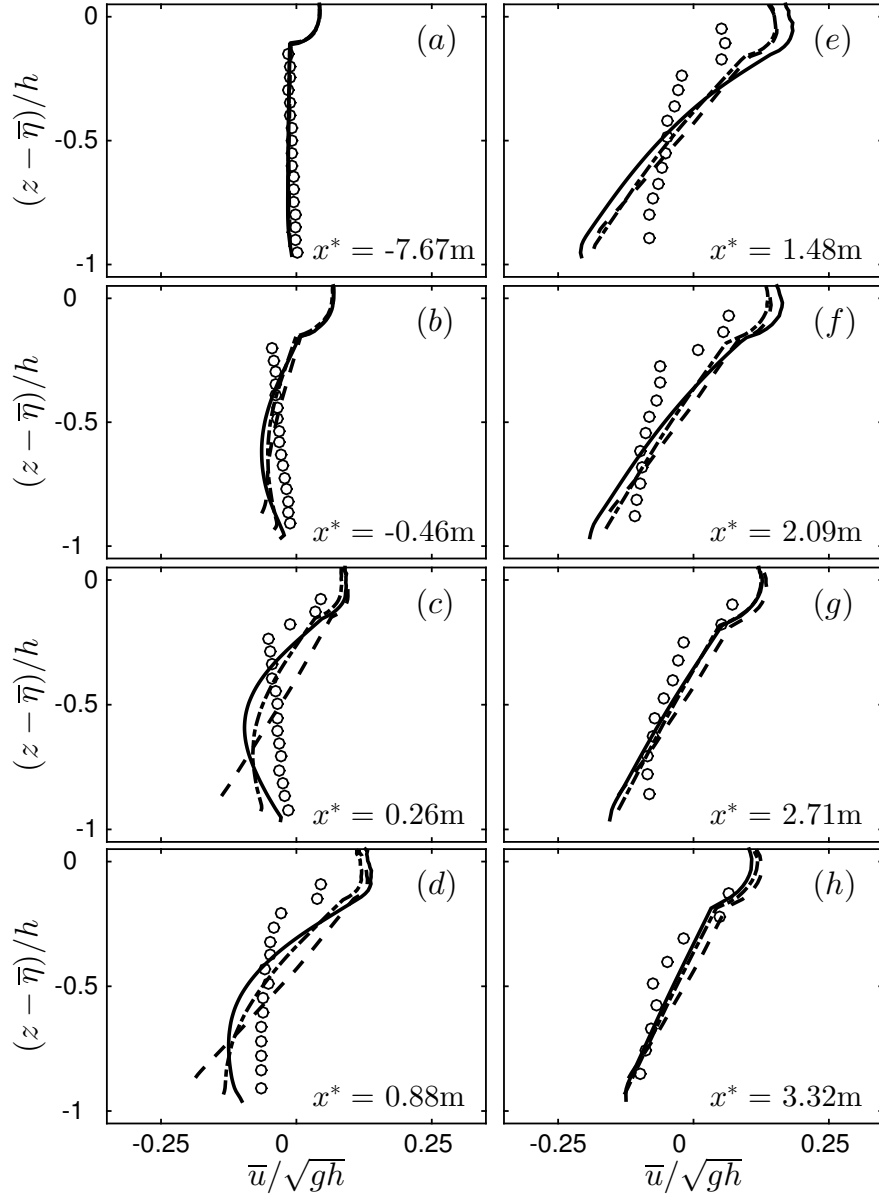 0
-0.5
-1
(z − η̅)/h
(a)
x* = -7.67m
(e)
x* = 1.48m
0
-0.5
-1
(z − η̅)/h
(b)
x* = -0.46m
(f)
x* = 2.09m
0
-0.5
-1
(z − η̅)/h
(c)
x* = 0.26m
(g)
x* = 2.71m
0
-0.5
-1
(z − η̅)/h
(d)
x* = 0.88m
(h)
x* = 3.32m
-0.25 0 0.25
-0.25 0 0.25
u̅/√gh
u̅/√gh